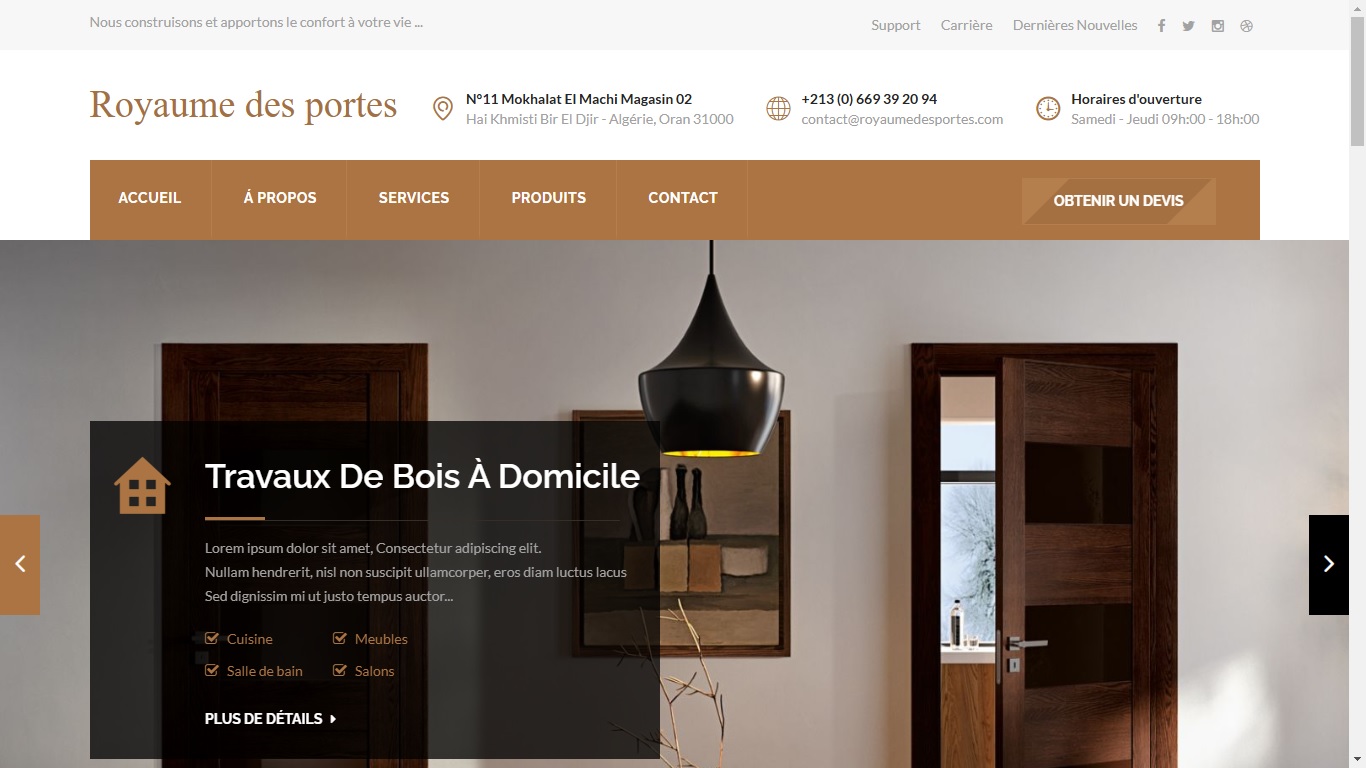 Nous construisons et apportons le confort à votre vie ...
Support Carrière Dernières Nouvelles
Royaume des portes
N°11 Mokhalat El Machi Magasin 02
Hai Khmisti Bir El Djir - Algérie, Oran 31000
+213 (0) 669 39 20 94
contact@royaumedesportes.com
Horaires d'ouverture
Samedi - Jeudi 09h:00 - 18h:00
ACCUEIL Á PROPOS SERVICES PRODUITS CONTACT OBTENIR UN DEVIS
Travaux De Bois À Domicile
Lorem ipsum dolor sit amet, Consectetur adipiscing elit.
Nullam hendrerit, nisl non suscipit ullamcorper, eros diam luctus lacus
Sed dignissim mi ut justo tempus auctor...
Cuisine Meubles
Salle de bain Salons
PLUS DE DÉTAILS